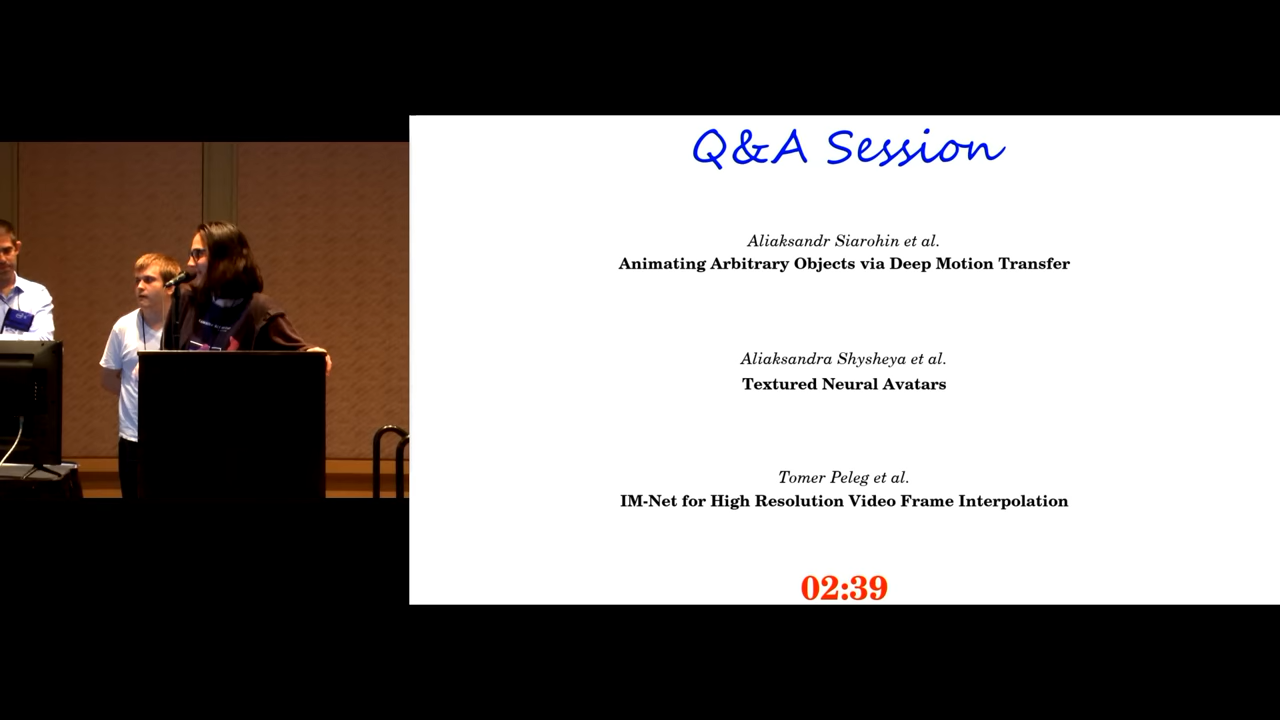 Q&A Session
Aliaksandr Siarohin et al.
Animating Arbitrary Objects via Deep Motion Transfer
Aliaksandra Shysheya et al.
Textured Neural Avatars
Tomer Peleg et al.
IM-Net for High Resolution Video Frame Interpolation
02:39